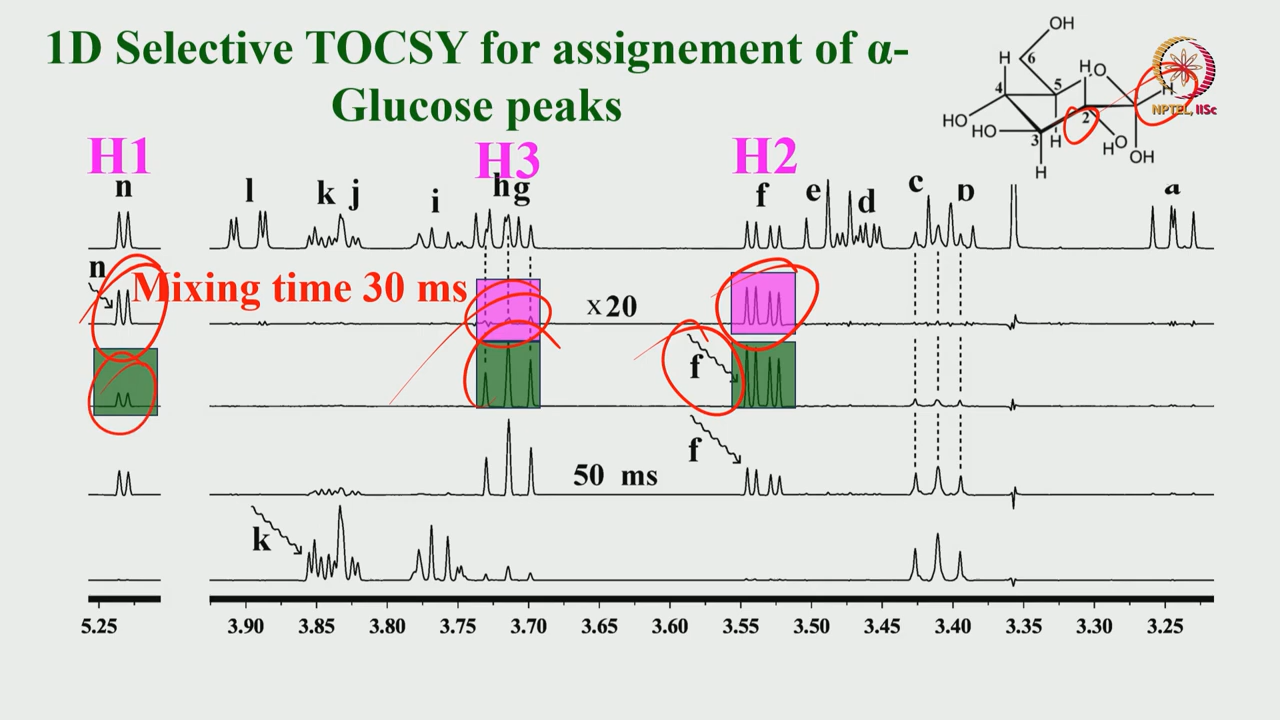 1D Selective TOCSY for assignement of α-
Glucose peaks
OH
H 6
5 H O
4 H
HO 2
HO 3 H HO OH
H
NPTEL, IISc
H1 H3 H2
n l k j i h g f e d c b a
n
Mixing time 30 ms
x20
f
f
50 ms
k
5.25 3.90 3.85 3.80 3.75 3.70 3.65 3.60 3.55 3.50 3.45 3.40 3.35 3.30 3.25